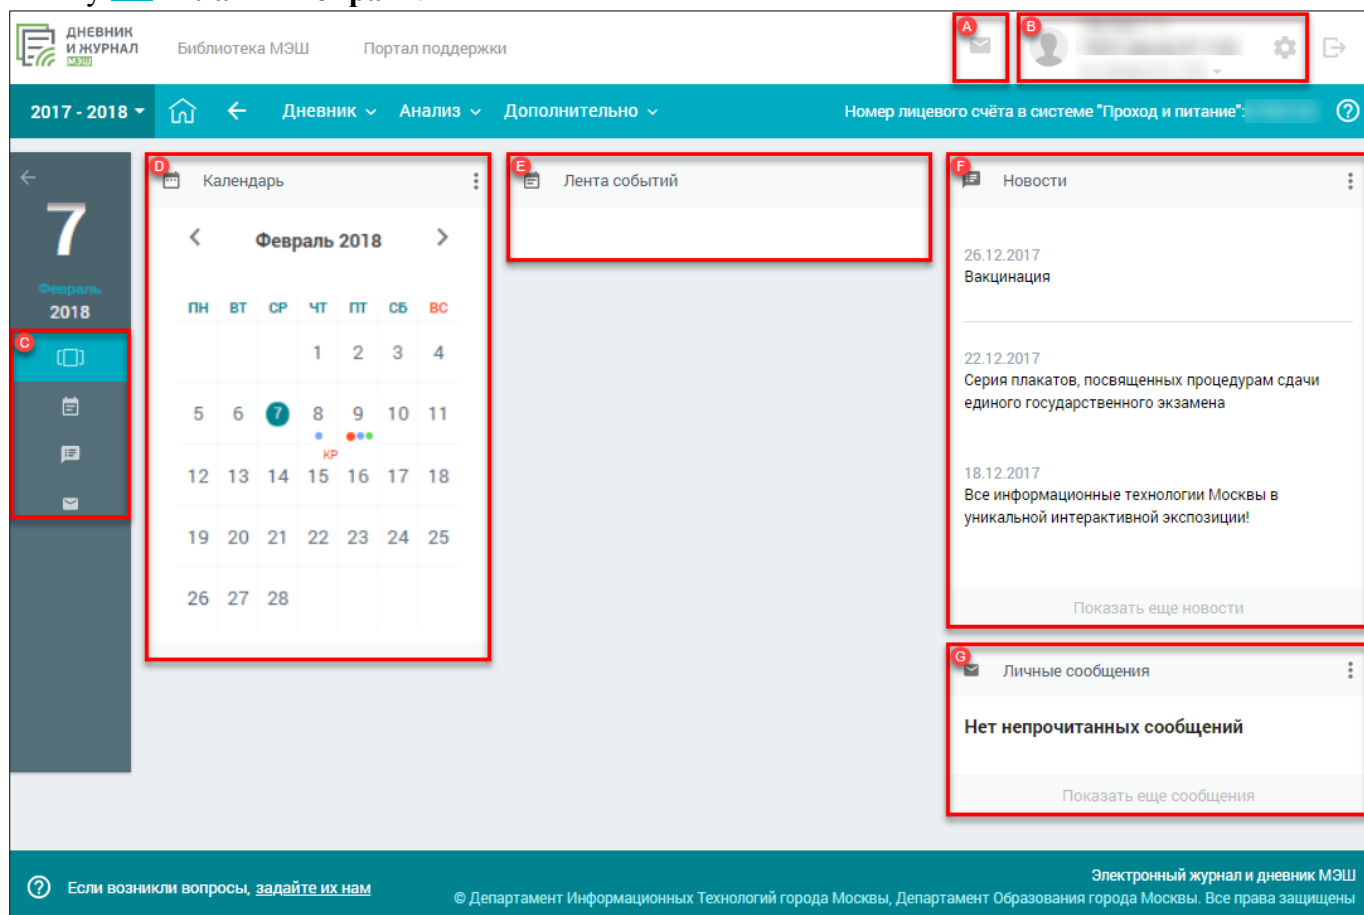 ДНЕВНИК
И ЖУРНАЛ
МЭШ
Библиотека МЭШ
Портал поддержки
A
B
2017 - 2018
Дневник
Анализ
Дополнительно
Номер лицевого счёта в системе "Проход и питание":
7
Февраль
2018
C
D
Календарь
Февраль 2018
ПН ВТ СР ЧТ ПТ СБ ВС
1 2 3 4
5 6 7 8 9 10 11
КР
12 13 14 15 16 17 18
19 20 21 22 23 24 25
26 27 28
E
Лента событий
F
Новости
26.12.2017
Вакцинация
22.12.2017
Серия плакатов, посвященных процедурам сдачи
единого государственного экзамена
18.12.2017
Все информационные технологии Москвы в
уникальной интерактивной экспозиции!
Показать еще новости
G
Личные сообщения
Нет непрочитанных сообщений
Показать еще сообщения
Если возникли вопросы, задайте их нам
Электронный журнал и дневник МЭШ
© Департамент Информационных Технологий города Москвы, Департамент Образования города Москвы. Все права защищены